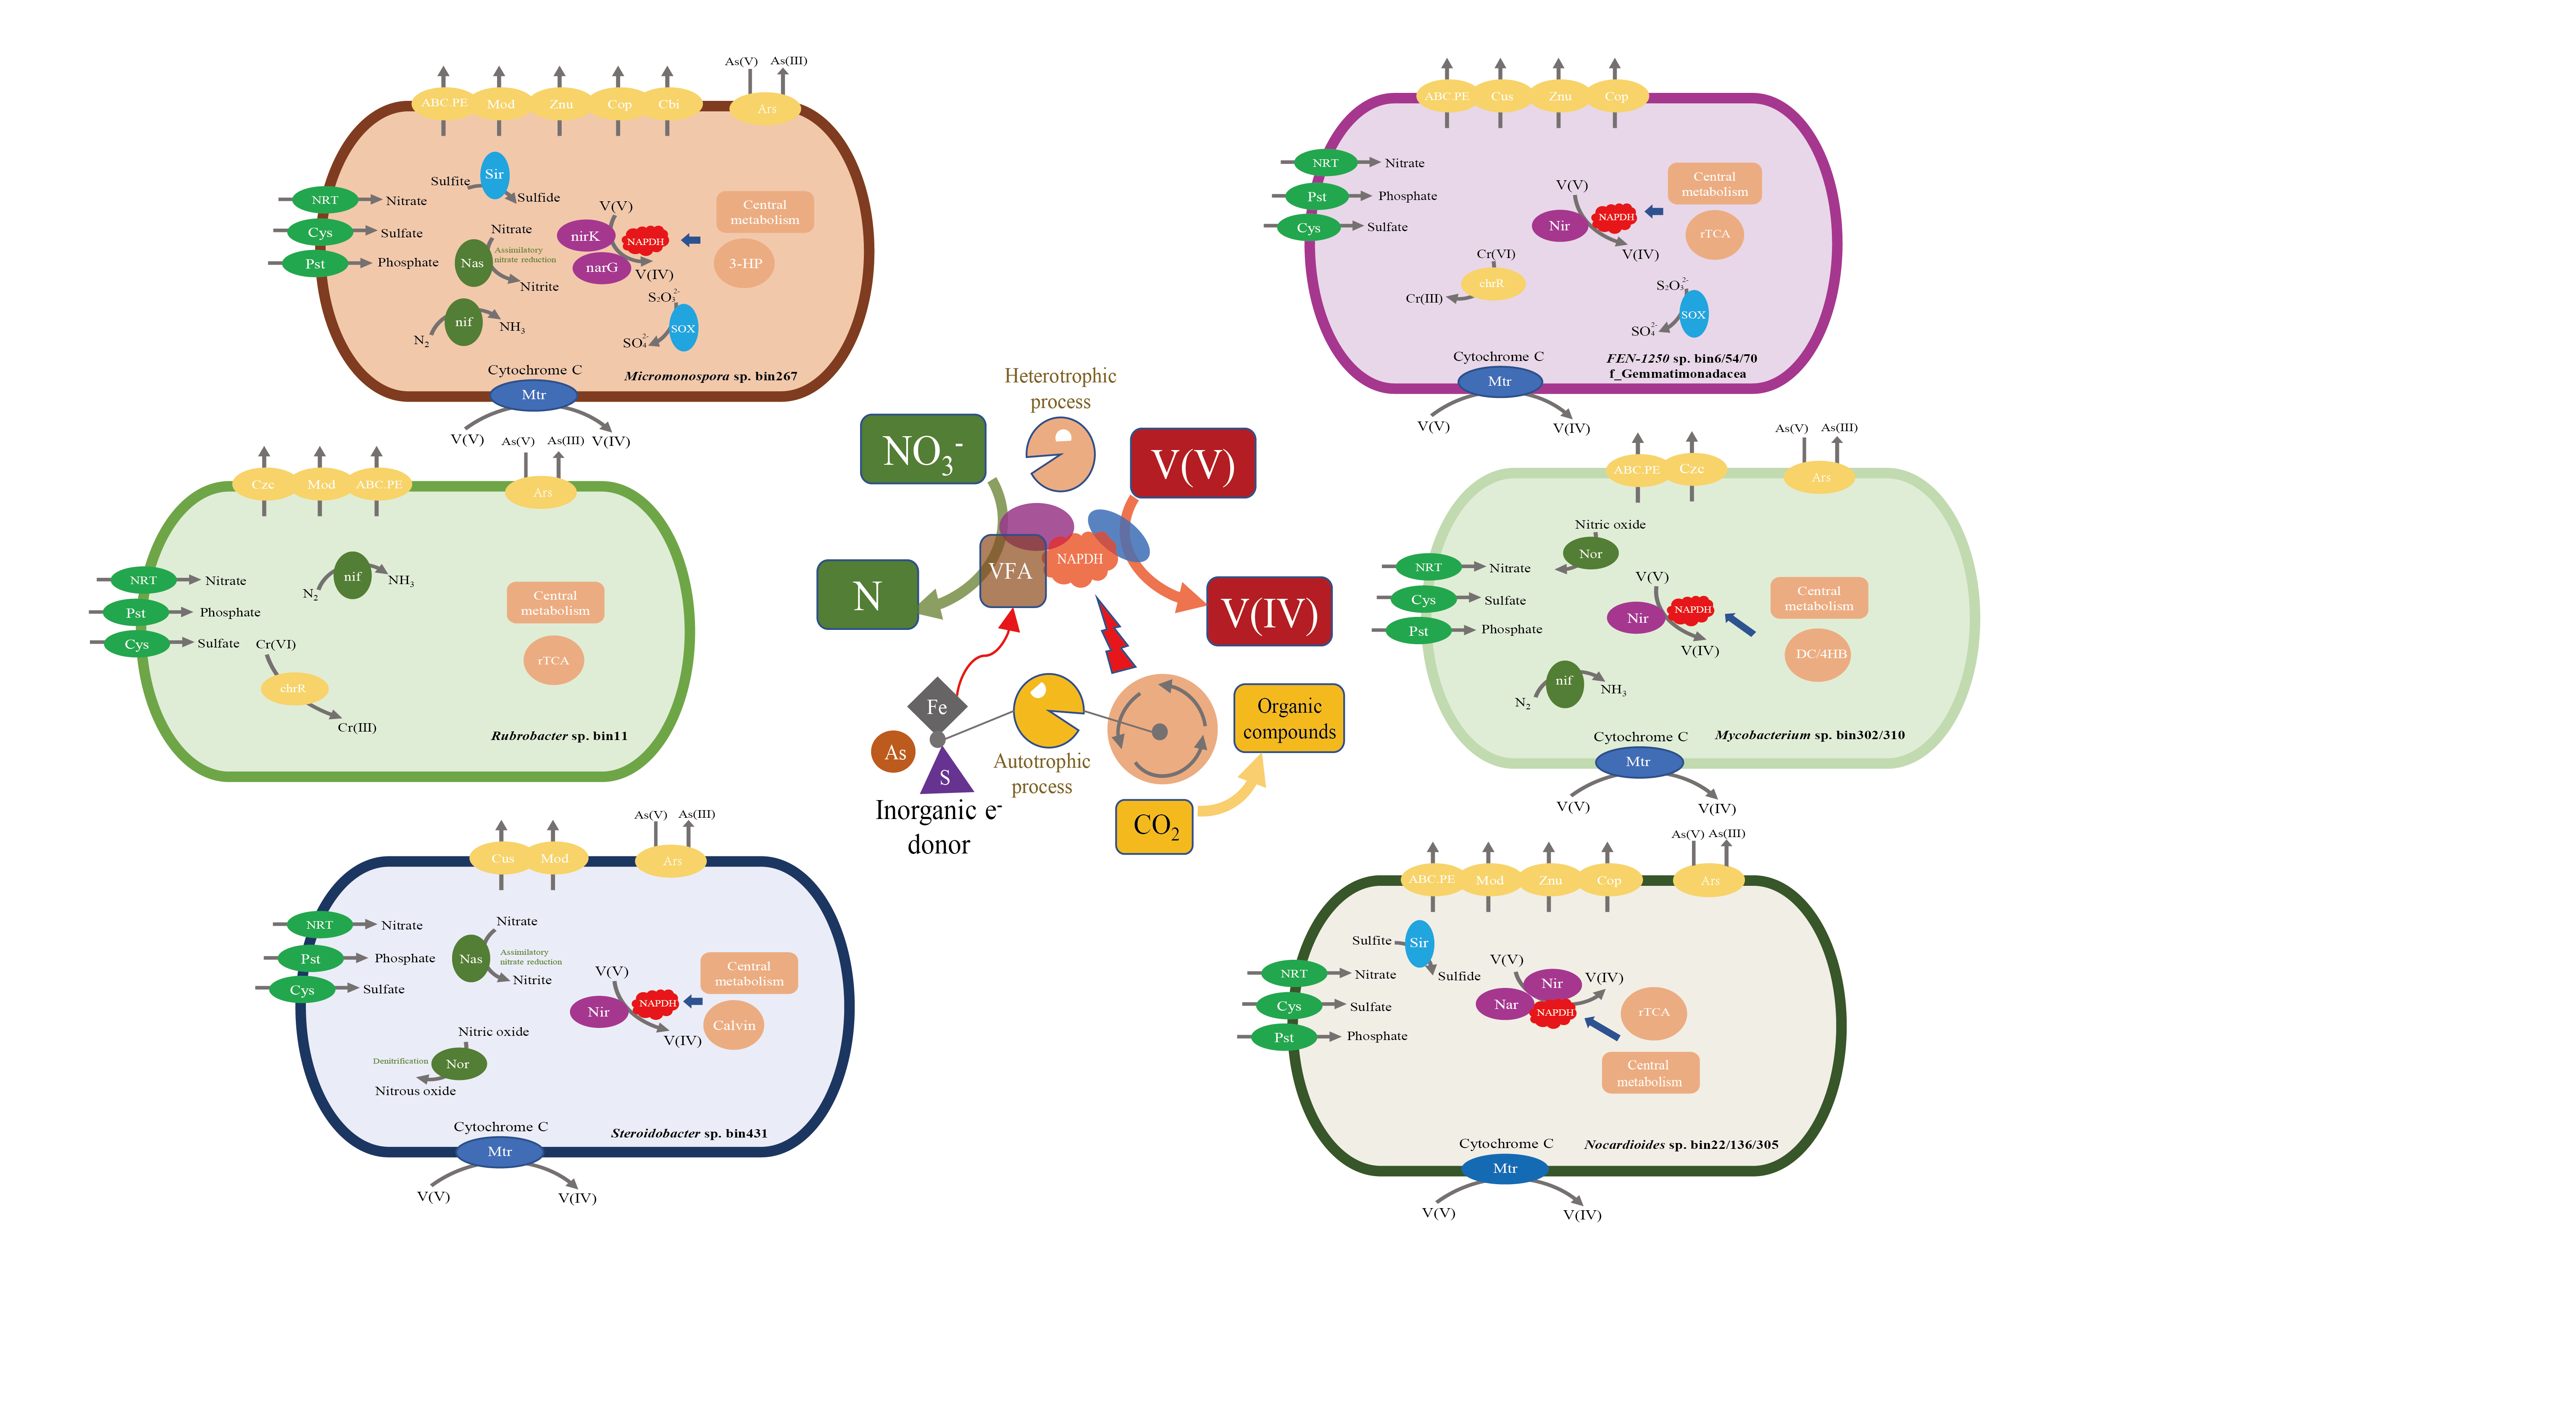 As(V)
As(III)
ABC.PE
Mod
Znu
Cop
Cbi
Ars
Sulfite
Sir
Sulfide
NRT
Nitrate
Cys
Sulfate
Pst
Phosphate
Nitrate
Nas
Assimilatory
nitrate reduction
Nitrite
V(V)
nirK
NAPDH
narG
V(IV)
Central
metabolism
3-HP
N2
nif
NH3
S2O3 2-
SOX
SO4 2-
Cytochrome C
Mtr
Micromonospora sp. bin267
V(V)
V(IV)
ABC.PE
Cus
Znu
Cop
NRT
Nitrate
Pst
Phosphate
Cys
Sulfate
V(V)
Nir
NAPDH
V(IV)
Central
metabolism
rTCA
Cr(VI)
chrR
Cr(III)
S2O3 2-
SOX
SO4 2-
Cytochrome C
Mtr
FEN-1250 sp. bin6/54/70
f_Gemmatimonadacea
V(V)
V(IV)
As(V)
As(III)
Czc
Mod
ABC.PE
Ars
NRT
Nitrate
Pst
Phosphate
Cys
Sulfate
N2
nif
NH3
Cr(VI)
chrR
Cr(III)
Central
metabolism
rTCA
Rubrobacter sp. bin11
Heterotrophic
process
NO3-
V(V)
N
VFA
NAPDH
V(IV)
Fe
As
S
Inorganic e-
donor
Autotrophic
process
Organic
compounds
CO2
As(V)
As(III)
ABC.PE
Czc
Ars
Nitric oxide
Nor
NRT
Nitrate
Cys
Sulfate
Pst
Phosphate
V(V)
Nir
NAPDH
V(IV)
Central
metabolism
DC/4HB
N2
nif
NH3
Cytochrome C
Mtr
Mycobacterium sp. bin302/310
V(V)
V(IV)
As(V)
As(III)
Cus
Mod
Ars
NRT
Nitrate
Pst
Phosphate
Cys
Sulfate
Nitrate
Nas
Assimilatory
nitrate reduction
Nitrite
V(V)
Nir
NAPDH
V(IV)
Central
metabolism
Calvin
Nitric oxide
Denitrification
Nor
Nitrous oxide
Cytochrome C
Mtr
Steroidobacter sp. bin431
V(V)
V(IV)
As(V)
As(III)
ABC.PE
Mod
Znu
Cop
Ars
Sulfite
Sir
Sulfide
NRT
Nitrate
Cys
Sulfate
Pst
Phosphate
V(V)
Nir
Nar
NAPDH
V(IV)
rTCA
Central
metabolism
Cytochrome C
Mtr
Nocardioides sp. bin22/136/305
V(V)
V(IV)